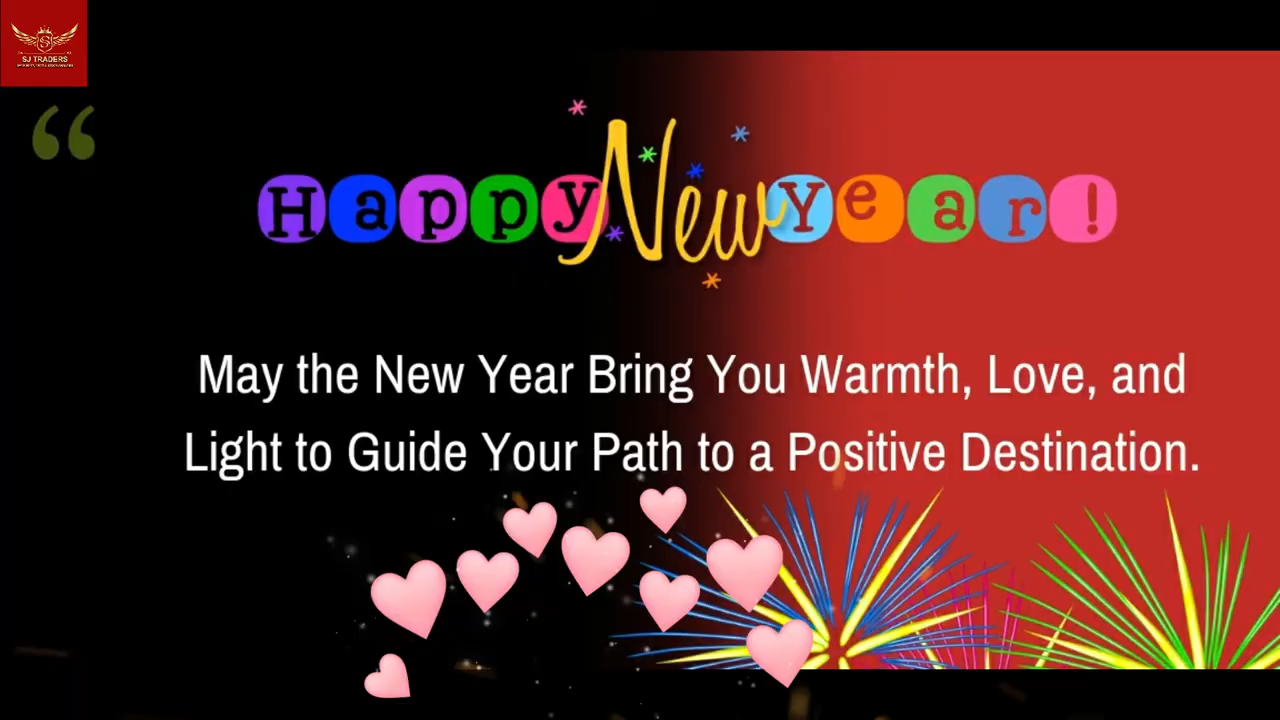 SJ TRADERS
“
Happy New Year!
May the New Year Bring You Warmth, Love, and
Light to Guide Your Path to a Positive Destination.